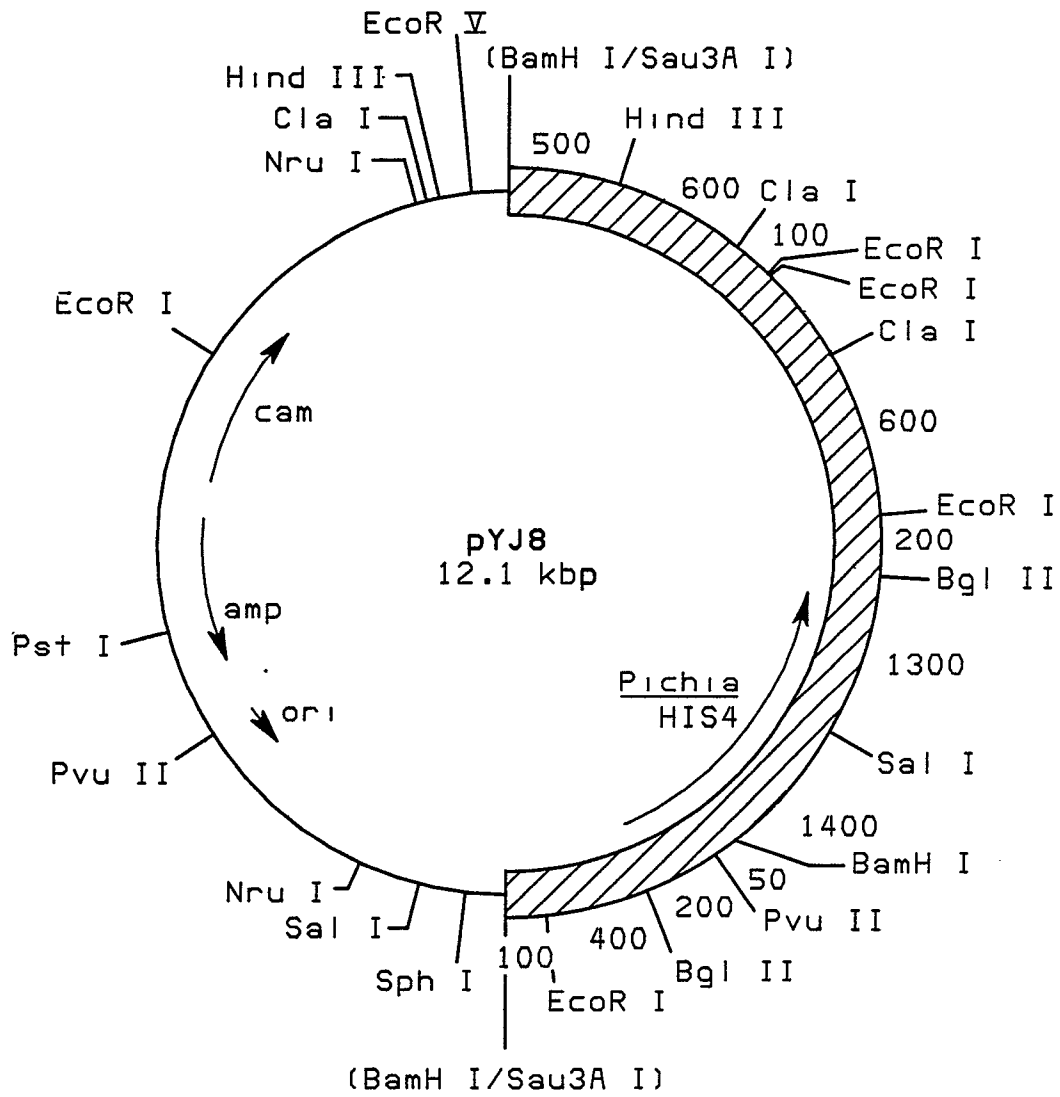 EcoR V
(BamH I/Sau3A I)
Hind III
Cla I
Nru I
500
Hind III
600
Cla I
100
EcoR I
EcoR I
Cla I
600
EcoR I
200
Bgl II
1300
Sal I
1400
BamH I
50
Pvu II
200
Bgl II
400
EcoR I
100
(BamH I/Sau3A I)
Sph I
Sal I
Nru I
Pvu II
Pst I
EcoR I
cam
amp
ori
pYJ8
12.1 kbp
Pichia
HIS4